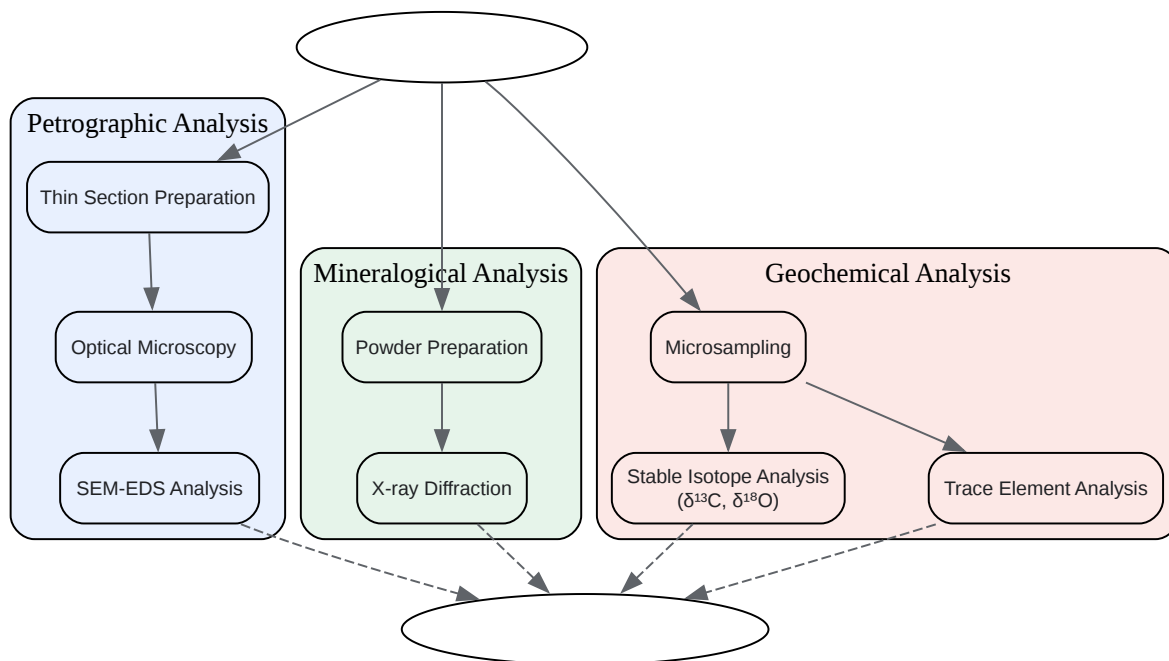 Petrographic Analysis
Thin Section Preparation
Optical Microscopy
SEM-EDS Analysis
Mineralogical Analysis
Powder Preparation
X-ray Diffraction
Geochemical Analysis
Microsampling
Stable Isotope Analysis
(δ¹³C, δ¹⁸O)
Trace Element Analysis